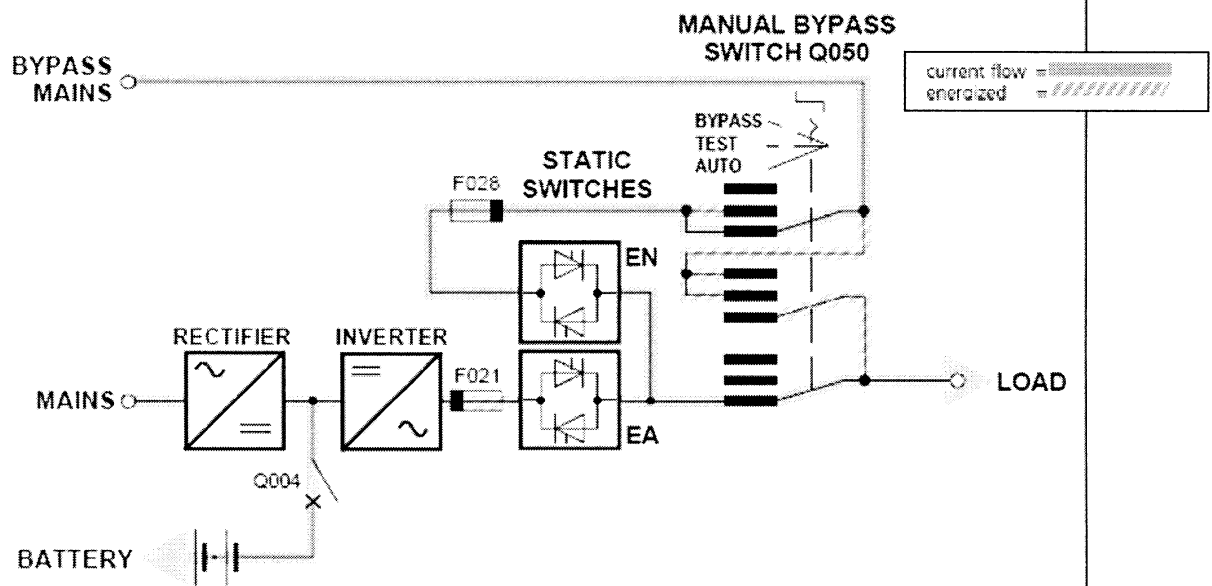 MANUAL BYPASS
SWITCH Q050
BYPASS
MAINS
current flow =
energized =
BYPASS
TEST
AUTO
STATIC
SWITCHES
F028
EN
RECTIFIER
INVERTER
F021
MAINS
LOAD
EA
Q004
BATTERY